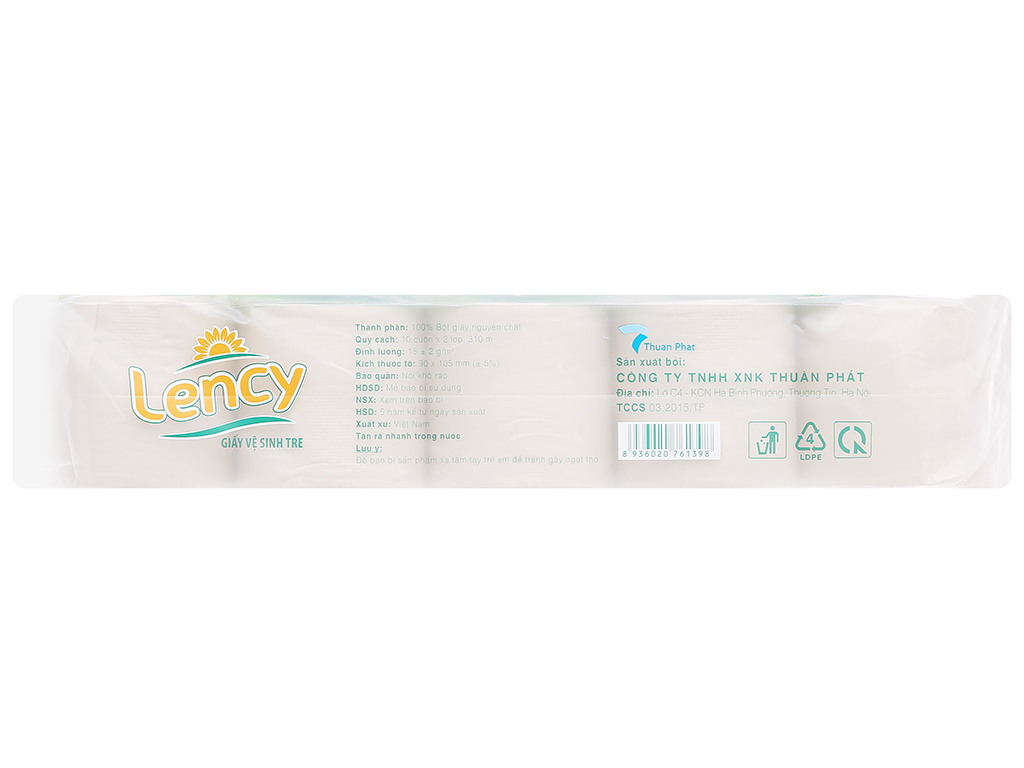 Lency
GIẤY VỆ SINH TRE
Thành phần: 100% Bột giấy nguyên chất
Quy cách: 10 cuộn x 2 lớp, 310 m
Định lượng: 15 ± 2 g/m²
Kích thước tờ: 90 x 105 mm (± 5%)
Bảo quản: Nơi khô ráo
HDSD: Mở bao bì sử dụng
NSX: Xem trên bao bì
HSD: 5 năm kể từ ngày sản xuất
Xuất xứ: Việt Nam
Tan rã nhanh trong nước
Lưu ý:
Để bao bì sản phẩm xa tầm tay trẻ em để tránh gây ngạt thở
Thuan Phat
Sản xuất bởi:
CÔNG TY TNHH XNK THUẬN PHÁT
Địa chỉ: Lô C4 - KCN Hà Bình Phương, Thường Tín, Hà Nội
TCCS 03:2015/TP
8 936020 761398
4
LDPE